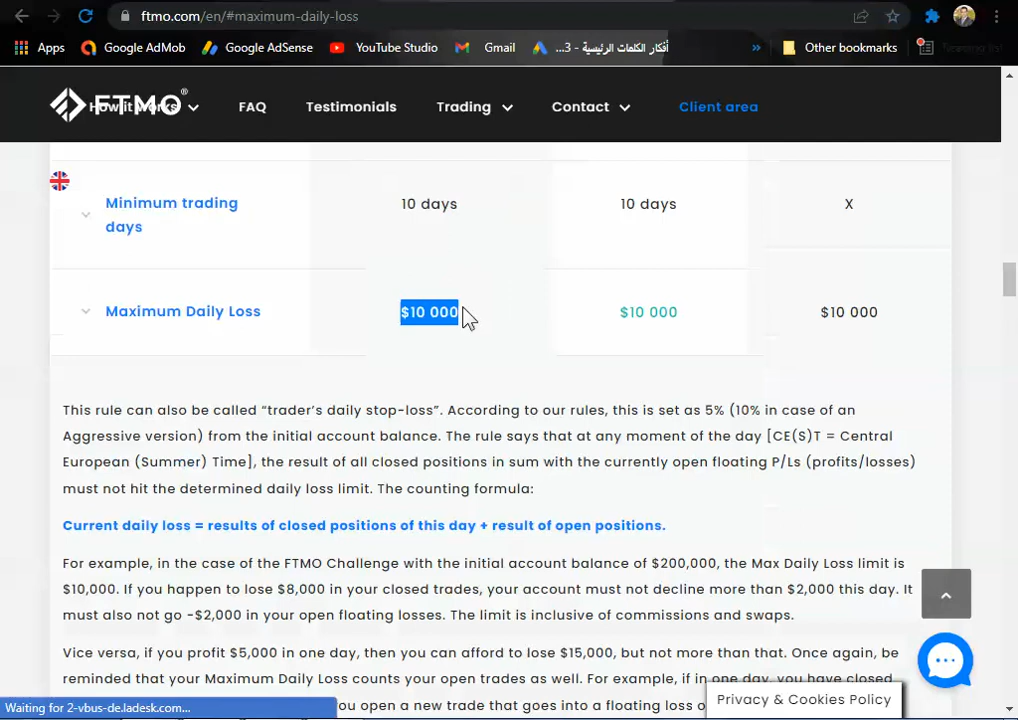 ftmo.com/en/#maximum-daily-loss
Apps Google AdMob Google AdSense YouTube Studio Gmail أفكار الكلمات الرئيسية - 3... » Other bookmarks
FTMO®
How it Works FAQ Testimonials Trading Contact Client area
Minimum trading
days
10 days 10 days X
Maximum Daily Loss $10 000 $10 000 $10 000
This rule can also be called “trader’s daily stop-loss”. According to our rules, this is set as 5% (10% in case of an
Aggressive version) from the initial account balance. The rule says that at any moment of the day [CE(S)T = Central
European (Summer) Time], the result of all closed positions in sum with the currently open floating P/Ls (profits/losses)
must not hit the determined daily loss limit. The counting formula:
Current daily loss = results of closed positions of this day + result of open positions.
For example, in the case of the FTMO Challenge with the initial account balance of $200,000, the Max Daily Loss limit is
$10,000. If you happen to lose $8,000 in your closed trades, your account must not decline more than $2,000 this day. It
must also not go -$2,000 in your open floating losses. The limit is inclusive of commissions and swaps.
Vice versa, if you profit $5,000 in one day, then you can afford to lose $15,000, but not more than that. Once again, be
reminded that your Maximum Daily Loss counts your open trades as well. For example, if in one day, you have closed
you open a new trade that goes into a floating loss
Privacy & Cookies Policy
Waiting for 2-vbus-de.ladesk.com...